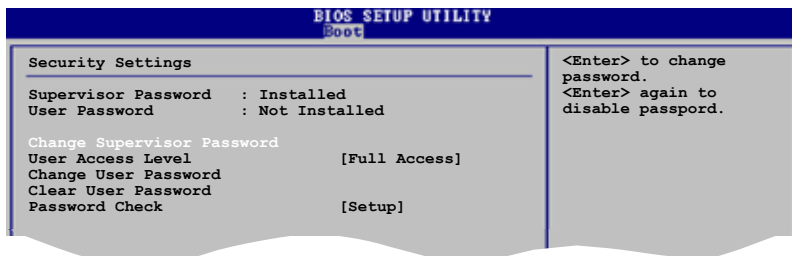 BIOS SETUP UTILITY
Boot
Security Settings
Supervisor Password : Installed
User Password : Not Installed
Change Supervisor Password
User Access Level [Full Access]
Change User Password
Clear User Password
Password Check [Setup]
<Enter> to change
password.
<Enter> again to
disable passpord.